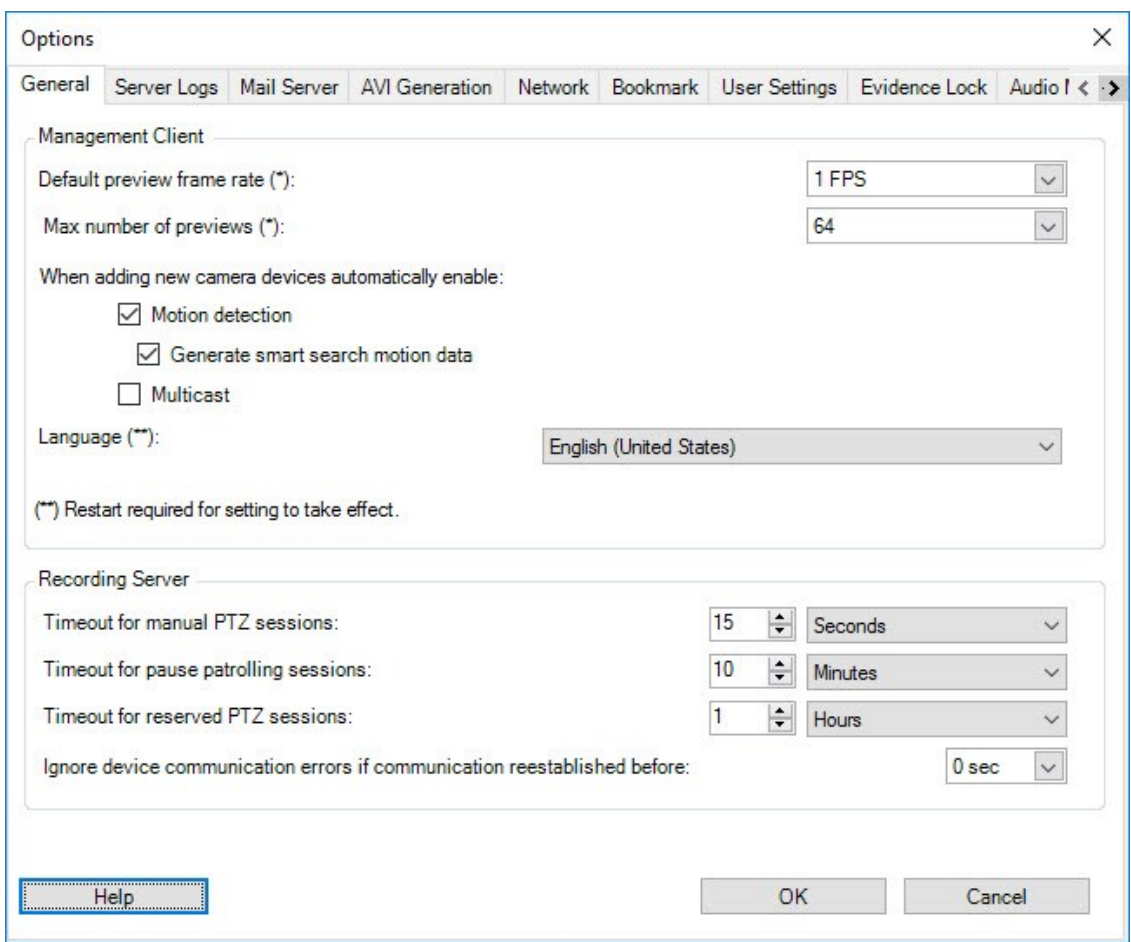 Options
General Server Logs Mail Server AVI Generation Network Bookmark User Settings Evidence Lock Audio
Management Client
Default preview frame rate (*): 1 FPS
Max number of previews (*): 64
When adding new camera devices automatically enable:
Motion detection
Generate smart search motion data
Multicast
Language (**): English (United States)
(**) Restart required for setting to take effect.
Recording Server
Timeout for manual PTZ sessions: 15 Seconds
Timeout for pause patrolling sessions: 10 Minutes
Timeout for reserved PTZ sessions: 1 Hours
Ignore device communication errors if communication reestablished before: 0 sec
Help OK Cancel